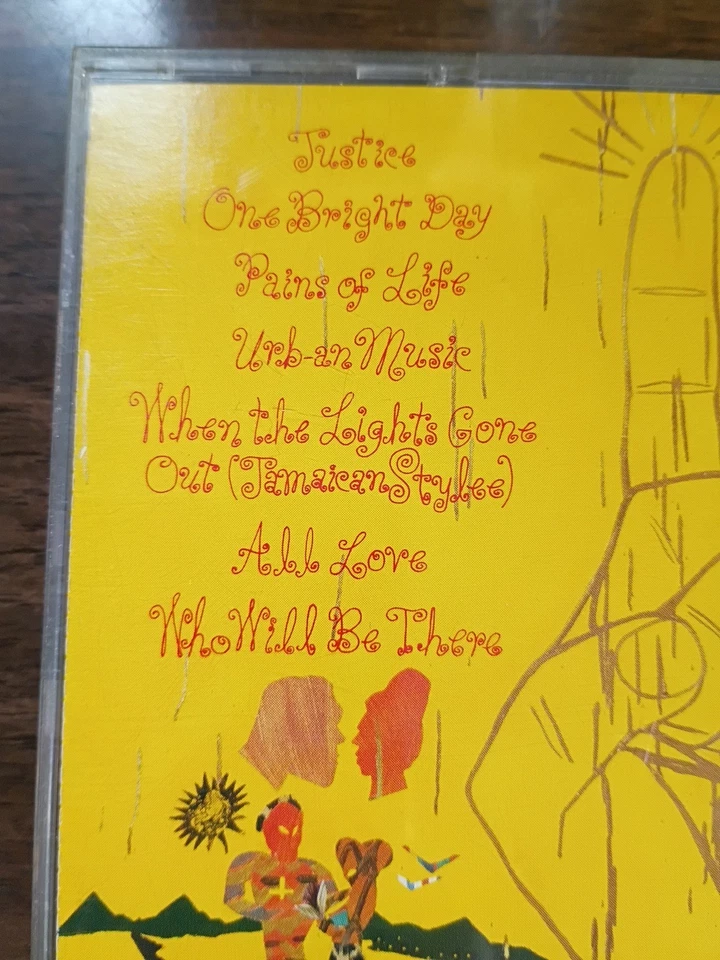 Justice
One Bright Day
Pains of Life
Urb-an Music
When the Lights Gone
Out (Jamaican Stylee)
All Love
Who Will Be There